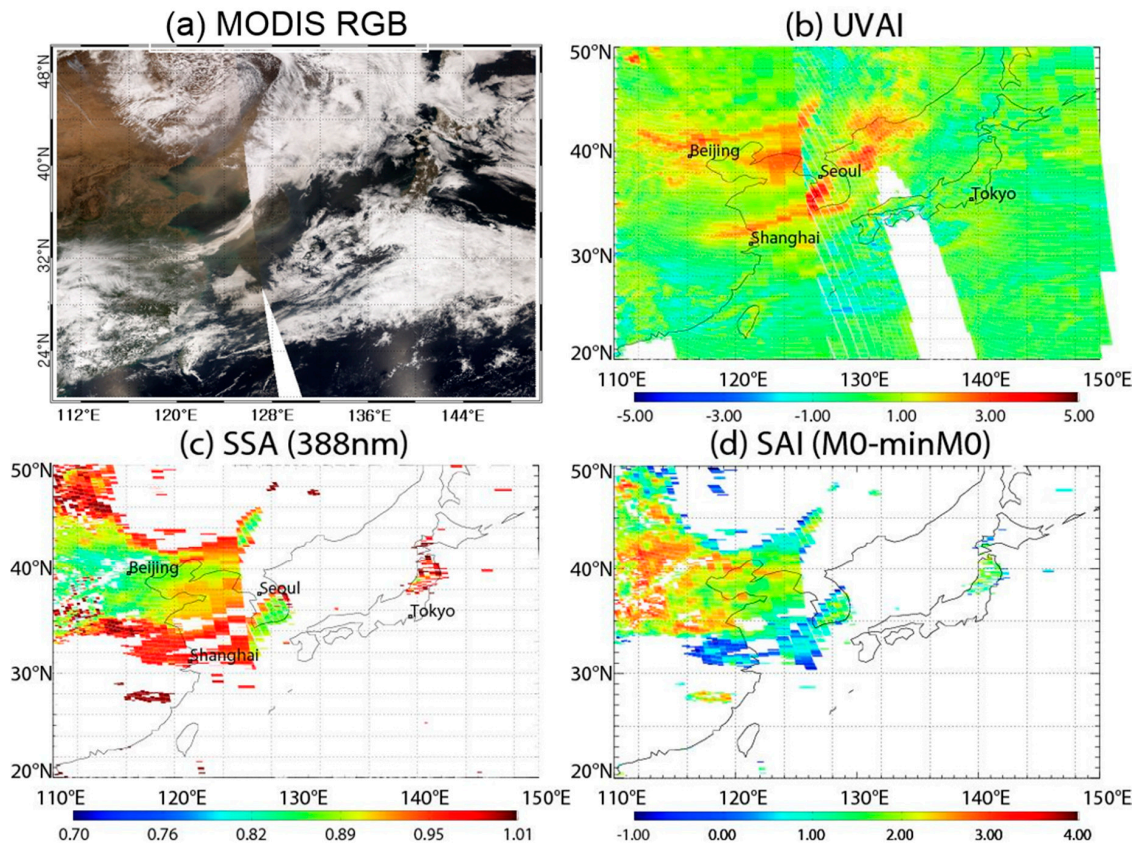 (a) MODIS RGB
48°N
40°N
32°N
24°N
112°E 120°E 128°E 136°E 144°E
(b) UVAI
50°N
40°N
30°N
20°N
Beijing
Seoul
Tokyo
Shanghai
110°E 120°E 130°E 140°E 150°E
-5.00 -3.00 -1.00 1.00 3.00 5.00
(c) SSA (388nm)
50°N
40°N
30°N
20°N
Beijing
Seoul
Tokyo
Shanghai
110°E 120°E 130°E 140°E 150°E
0.70 0.76 0.82 0.89 0.95 1.01
(d) SAI (M0-minM0)
50°N
40°N
30°N
20°N
110°E 120°E 130°E 140°E 150°E
-1.00 0.00 1.00 2.00 3.00 4.00